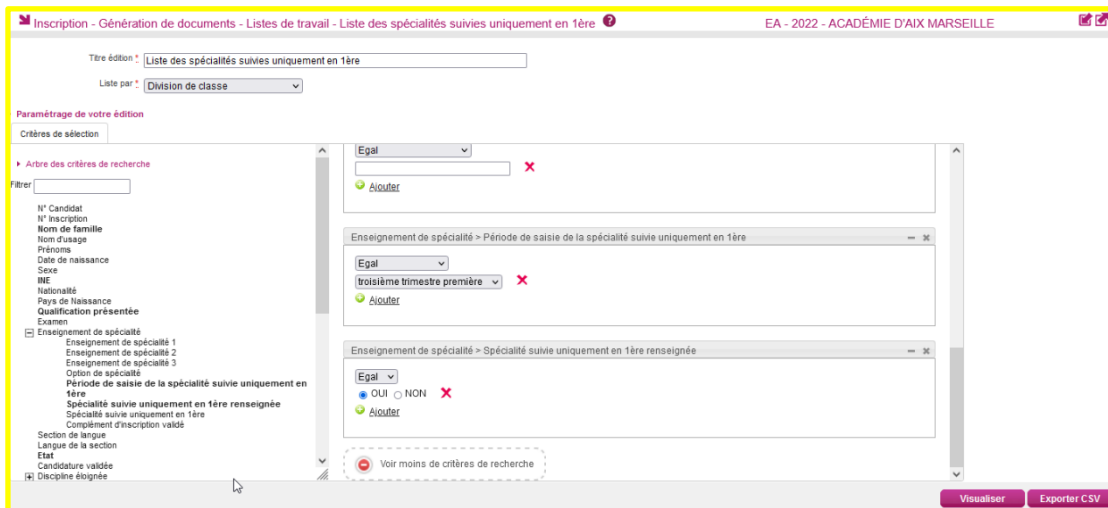 Inscription - Génération de documents - Listes de travail - Liste des spécialités suivies uniquement en 1ère ?
EA - 2022 - ACADÉMIE D'AIX MARSEILLE
Titre édition * Liste des spécialités suivies uniquement en 1ère
Liste par * Division de classe
Paramétrage de votre édition
Critères de sélection
Arbre des critères de recherche
Filtrer
N° Candidat
N° Inscription
Nom de famille
Nom d'usage
Prénoms
Date de naissance
Sexe
INE
Nationalité
Pays de Naissance
Qualification présentée
Examen
Enseignement de spécialité
Enseignement de spécialité 1
Enseignement de spécialité 2
Enseignement de spécialité 3
Option de spécialité
Période de saisie de la spécialité suivie uniquement en
1ère
Spécialité suivie uniquement en 1ère renseignée
Spécialité suivie uniquement en 1ère
Complément d'inscription validé
Section de langue
Langue de la section
Etat
Candidature validée
Discipline éloignée
Egal
Ajouter
Enseignement de spécialité > Période de saisie de la spécialité suivie uniquement en 1ère
Egal
troisième trimestre première
Ajouter
Enseignement de spécialité > Spécialité suivie uniquement en 1ère renseignée
Egal
OUI NON
Ajouter
Voir moins de critères de recherche
Visualiser Exporter CSV